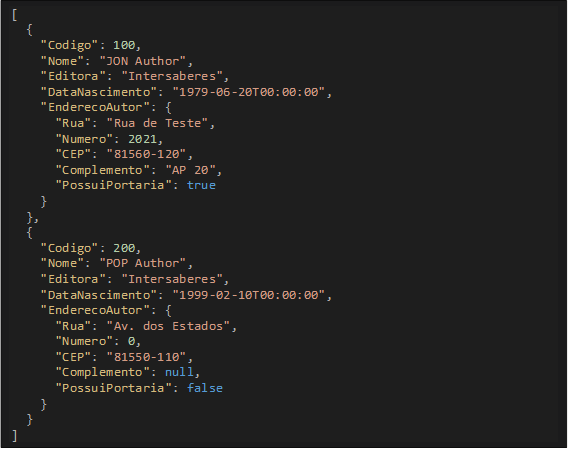 [
  {
    "Codigo": 100,
    "Nome": "JON Author",
    "Editora": "Intersaberes",
    "DataNascimento": "1979-06-20T00:00:00",
    "EnderecoAutor": {
      "Rua": "Rua de Teste",
      "Numero": 2021,
      "CEP": "81560-120",
      "Complemento": "AP 20",
      "PossuiPortaria": true
    }
  },
  {
    "Codigo": 200,
    "Nome": "POP Author",
    "Editora": "Intersaberes",
    "DataNascimento": "1999-02-10T00:00:00",
    "EnderecoAutor": {
      "Rua": "Av. dos Estados",
      "Numero": 0,
      "CEP": "81550-110",
      "Complemento": null,
      "PossuiPortaria": false
    }
  }
]